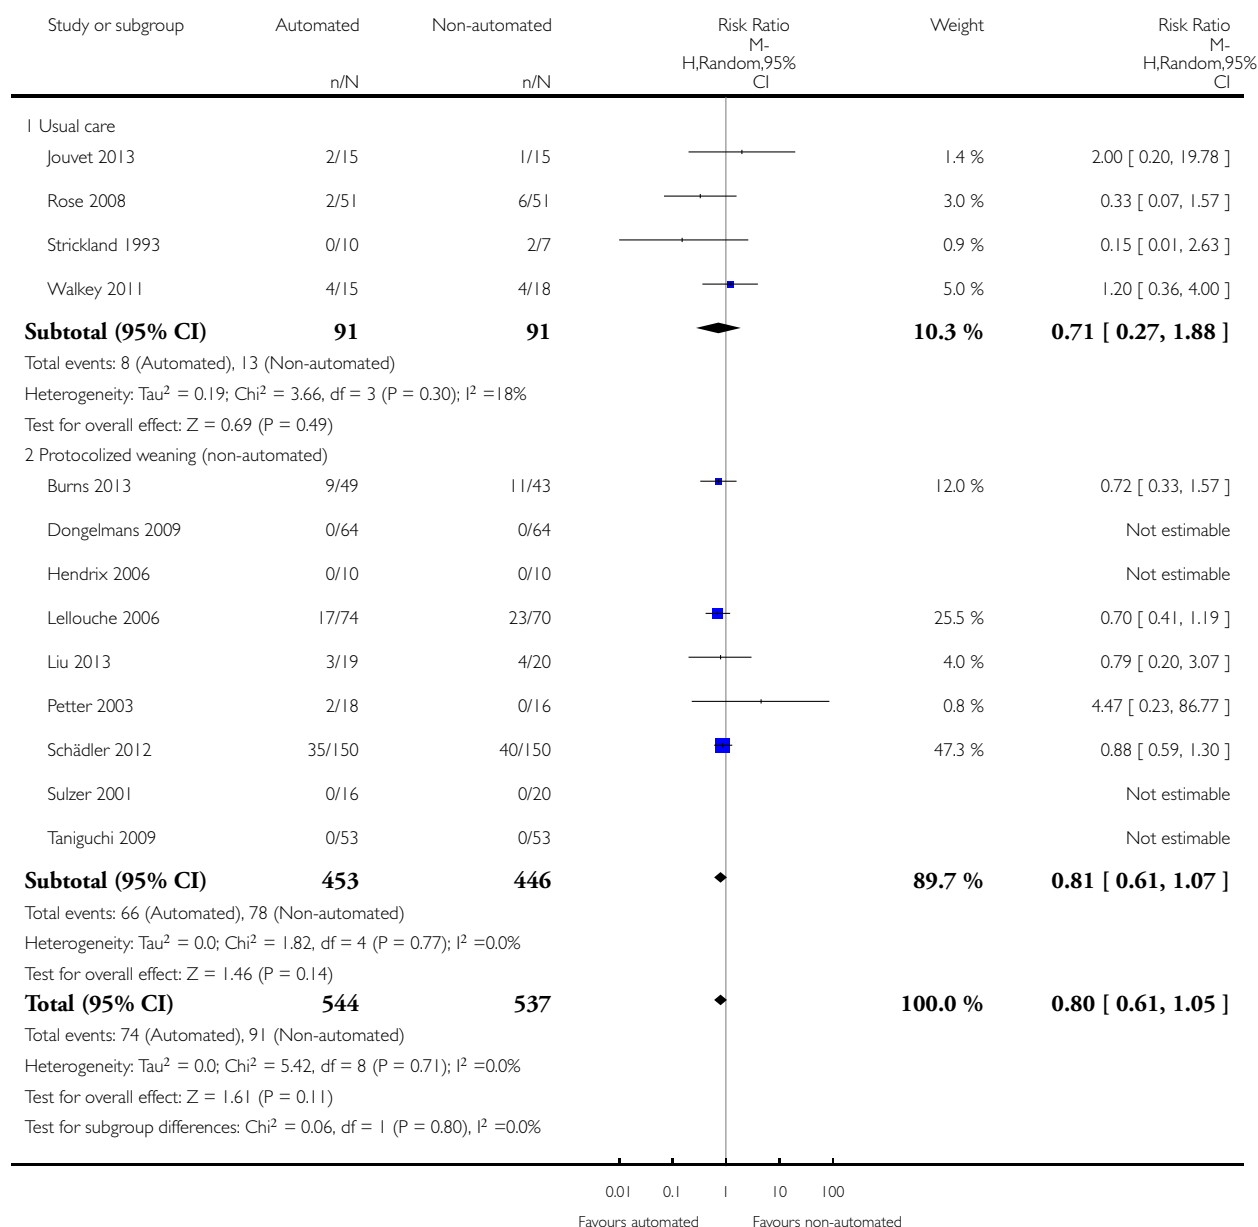 Study or subgroup Automated Non-automated Risk Ratio Weight Risk Ratio
M- M-
H,Random,95% H,Random,95%
n/N n/N CI CI
1 Usual care
Jouvet 2013 2/15 1/15 1.4 % 2.00 [ 0.20, 19.78 ]
Rose 2008 2/51 6/51 3.0 % 0.33 [ 0.07, 1.57 ]
Strickland 1993 0/10 2/7 0.9 % 0.15 [ 0.01, 2.63 ]
Walkey 2011 4/15 4/18 5.0 % 1.20 [ 0.36, 4.00 ]
Subtotal (95% CI) 91 91 10.3 % 0.71 [ 0.27, 1.88 ]
Total events: 8 (Automated), 13 (Non-automated)
Heterogeneity: Tau² = 0.19; Chi² = 3.66, df = 3 (P = 0.30); I² =18%
Test for overall effect: Z = 0.69 (P = 0.49)
2 Protocolized weaning (non-automated)
Burns 2013 9/49 11/43 12.0 % 0.72 [ 0.33, 1.57 ]
Dongelmans 2009 0/64 0/64 Not estimable
Hendrix 2006 0/10 0/10 Not estimable
Lellouche 2006 17/74 23/70 25.5 % 0.70 [ 0.41, 1.19 ]
Liu 2013 3/19 4/20 4.0 % 0.79 [ 0.20, 3.07 ]
Petter 2003 2/18 0/16 0.8 % 4.47 [ 0.23, 86.77 ]
Schädler 2012 35/150 40/150 47.3 % 0.88 [ 0.59, 1.30 ]
Sulzer 2001 0/16 0/20 Not estimable
Taniguchi 2009 0/53 0/53 Not estimable
Subtotal (95% CI) 453 446 89.7 % 0.81 [ 0.61, 1.07 ]
Total events: 66 (Automated), 78 (Non-automated)
Heterogeneity: Tau² = 0.0; Chi² = 1.82, df = 4 (P = 0.77); I² =0.0%
Test for overall effect: Z = 1.46 (P = 0.14)
Total (95% CI) 544 537 100.0 % 0.80 [ 0.61, 1.05 ]
Total events: 74 (Automated), 91 (Non-automated)
Heterogeneity: Tau² = 0.0; Chi² = 5.42, df = 8 (P = 0.71); I² =0.0%
Test for overall effect: Z = 1.61 (P = 0.11)
Test for subgroup differences: Chi² = 0.06, df = 1 (P = 0.80), I² =0.0%
0.01 0.1 1 10 100
Favours automated Favours non-automated